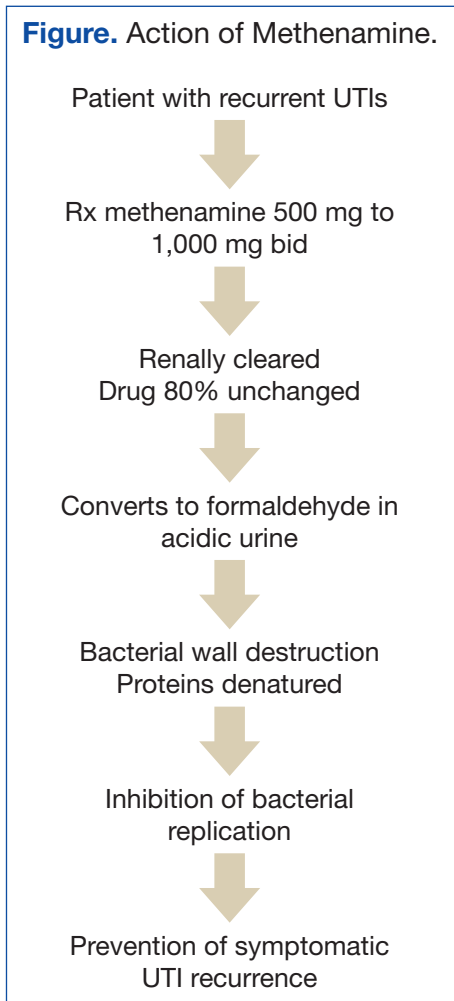 Figure. Action of Methenamine.
Patient with recurrent UTIs
Rx methenamine 500 mg to
1,000 mg bid
Renally cleared
Drug 80% unchanged
Converts to formaldehyde in
acidic urine
Bacterial wall destruction
Proteins denatured
Inhibition of bacterial
replication
Prevention of symptomatic
UTI recurrence